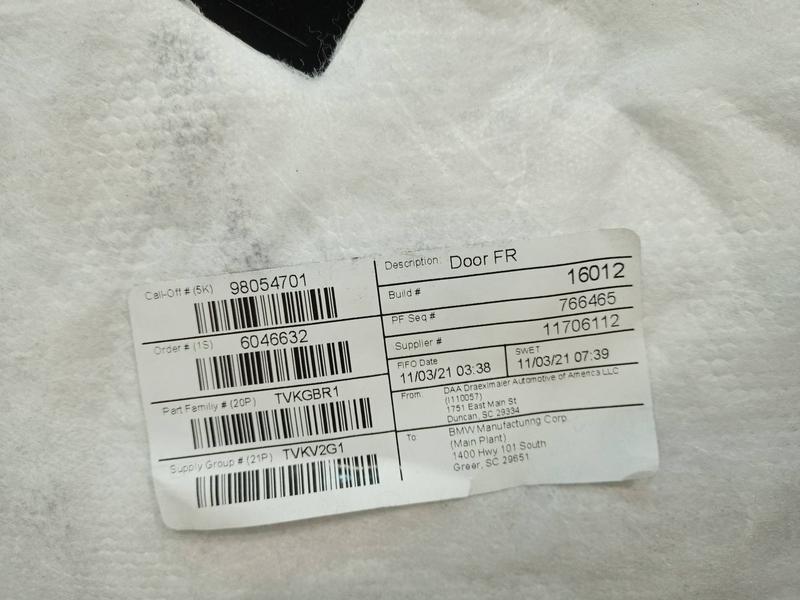 Call-Off # (5K) 98054701
Order # (1S) 6046632
Part Family # (20P) TVKGBR1
Supply Group # (21P) TVKV2G1
Description: Door FR
Build # 16012
PF Seq # 766465
Supplier # 11706112
FIFO Date
11/03/21 03:38
SWET
11/03/21 07:39
From: DAA Draexlmaier Automotive of America LLC
(I110057)
1751 East Main St
Duncan, SC 29334
To BMW Manufacturing Corp.
(Main Plant)
1400 Hwy 101 South
Greer, SC 29651